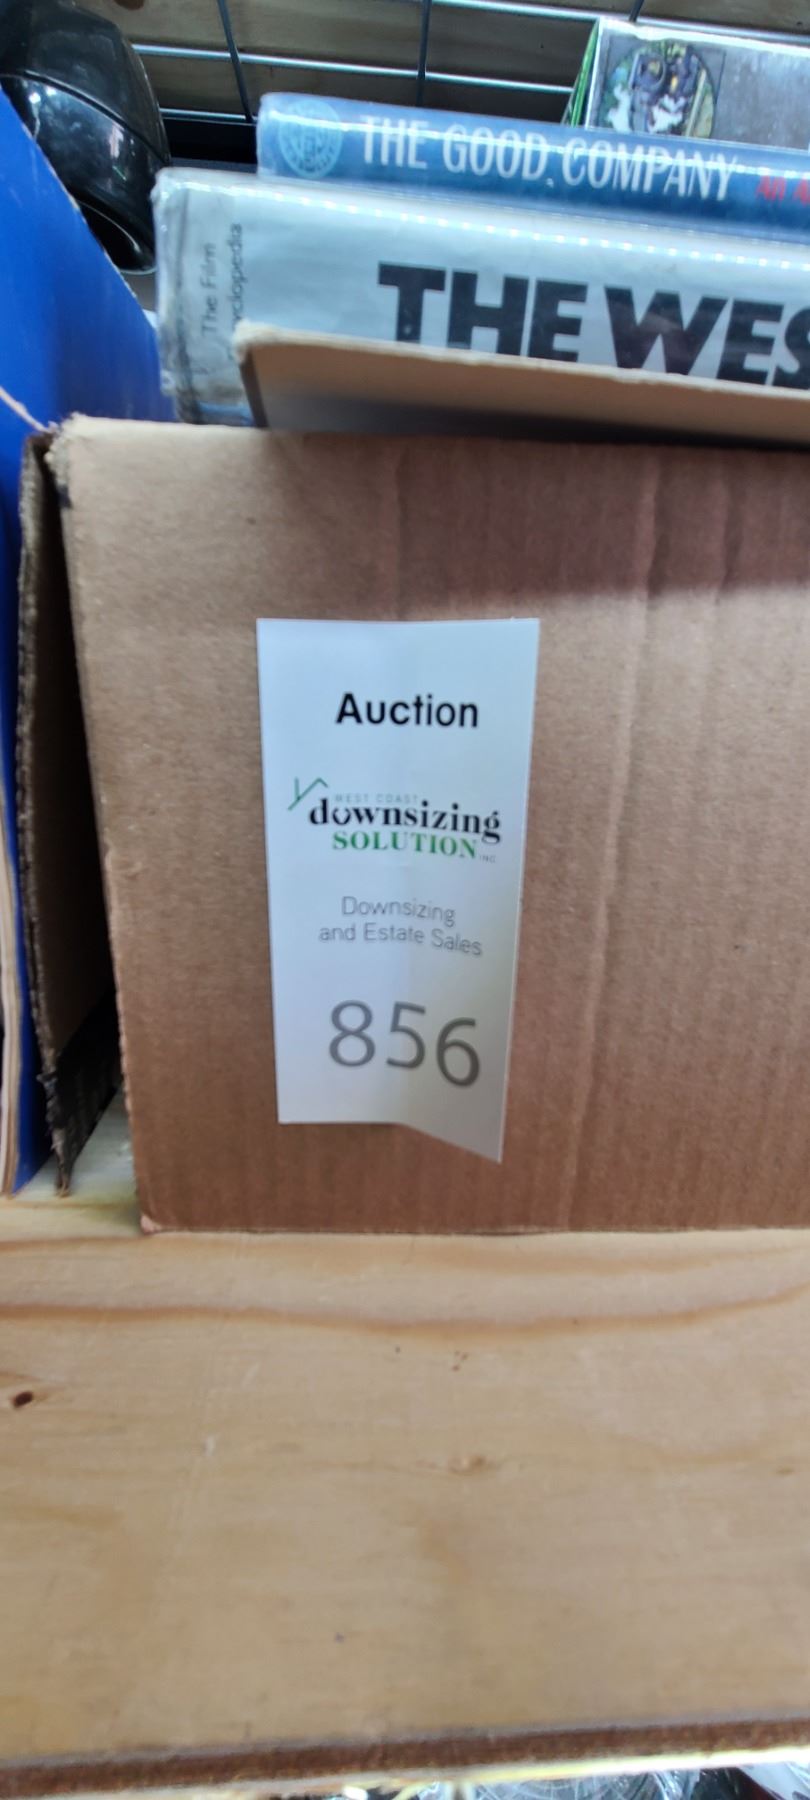 THE GOOD COMPANY
The Film
THE WES
Auction
WEST COAST
downsizing
SOLUTION INC.
Downsizing
and Estate Sales
856